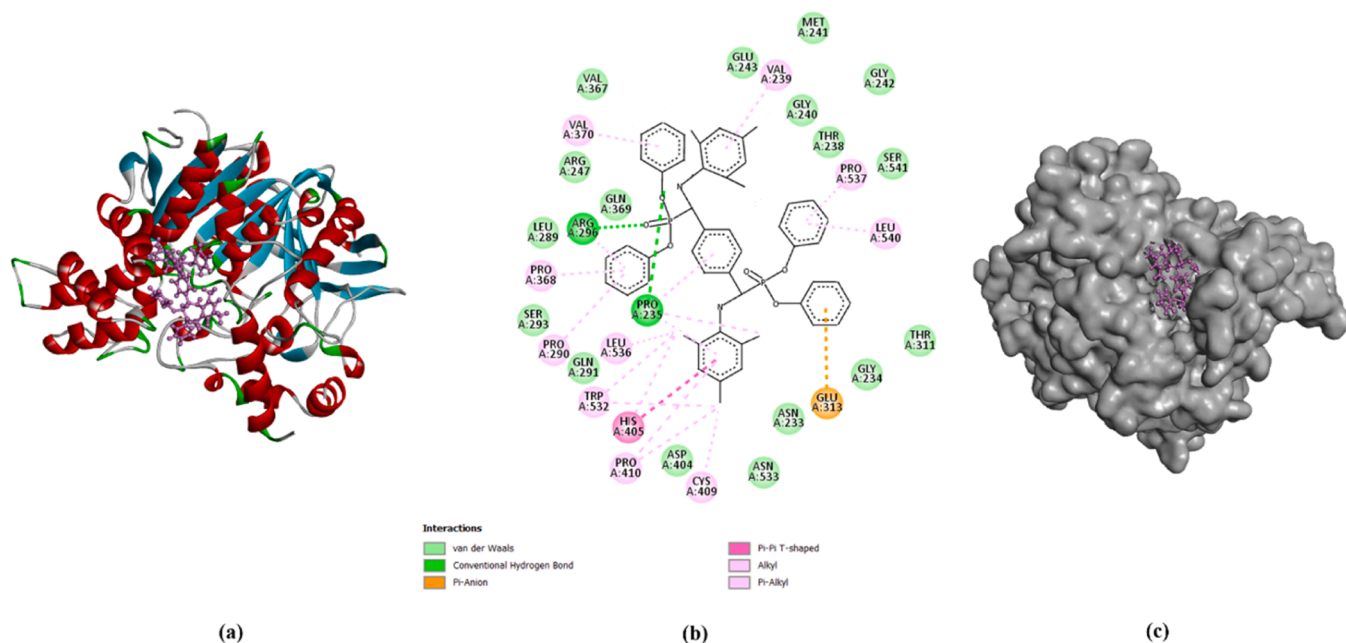 MET
A:241
GLU
A:243
VAL
A:239
GLY
A:242
VAL
A:367
GLY
A:240
VAL
A:370
THR
A:238
ARG
A:247
SER
A:541
PRO
A:537
GLN
A:369
N
O
P
O
O
LEU
A:289
ARG
A:296
LEU
A:540
PRO
A:368
O
P
O
O
N
PRO
A:235
SER
A:293
PRO
A:290
LEU
A:536
GLN
A:291
THR
A:311
GLY
A:234
TRP
A:532
GLU
A:313
ASN
A:233
HIS
A:405
PRO
A:410
ASP
A:404
CYS
A:409
ASN
A:533
Interactions
van der Waals
Conventional Hydrogen Bond
Pi-Anion
Pi-Pi T-shaped
Alkyl
Pi-Alkyl
(a)
(b)
(c)